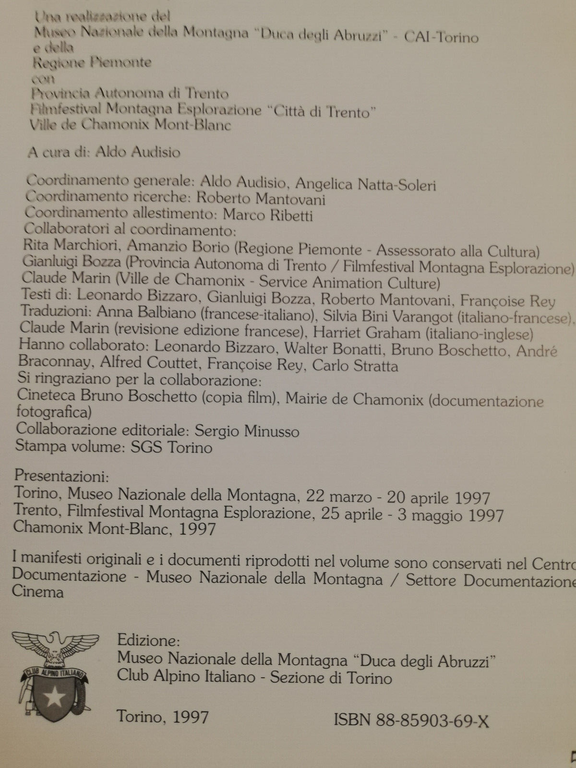 Una realizzazione del
Museo Nazionale della Montagna "Duca degli Abruzzi" - CAI-Torino
e della
Regione Piemonte
con
Provincia Autonoma di Trento
Filmfestival Montagna Esplorazione "Città di Trento"
Ville de Chamonix Mont-Blanc
A cura di: Aldo Audisio
Coordinamento generale: Aldo Audisio, Angelica Natta-Soleri
Coordinamento ricerche: Roberto Mantovani
Coordinamento allestimento: Marco Ribetti
Collaboratori al coordinamento:
Rita Marchiori, Amanzio Borio (Regione Piemonte - Assessorato alla Cultura)
Gianluigi Bozza (Provincia Autonoma di Trento / Filmfestival Montagna Esplorazione)
Claude Marin (Ville de Chamonix - Service Animation Culture)
Testi di: Leonardo Bizzaro, Gianluigi Bozza, Roberto Mantovani, Françoise Rey
Traduzioni: Anna Balbiano (francese-italiano), Silvia Bini Varangot (italiano-francese),
Claude Marin (revisione edizione francese), Harriet Graham (italiano-inglese)
Hanno collaborato: Leonardo Bizzaro, Walter Bonatti, Bruno Boschetto, André
Braconnay, Alfred Couttet, Françoise Rey, Carlo Stratta
Si ringraziano per la collaborazione:
Cineteca Bruno Boschetto (copia film), Mairie de Chamonix (documentazione
fotografica)
Collaborazione editoriale: Sergio Minusso
Stampa volume: SGS Torino
Presentazioni:
Torino, Museo Nazionale della Montagna, 22 marzo - 20 aprile 1997
Trento, Filmfestival Montagna Esplorazione, 25 aprile - 3 maggio 1997
Chamonix Mont-Blanc, 1997
I manifesti originali e i documenti riprodotti nel volume sono conservati nel Centro
Documentazione - Museo Nazionale della Montagna / Settore Documentazione
Cinema
CLUB ALPINO ITALIANO
Edizione:
Museo Nazionale della Montagna "Duca degli Abruzzi"
Club Alpino Italiano - Sezione di Torino
Torino, 1997 ISBN 88-85903-69-X